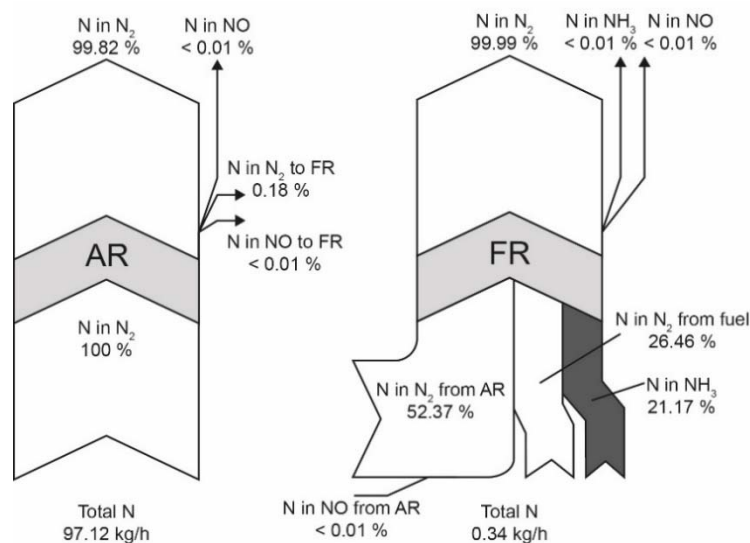 N in N₂
99.82 %
N in NO
< 0.01 %
N in N₂ to FR
0.18 %
N in NO to FR
< 0.01 %
AR
N in N₂
100 %
Total N
97.12 kg/h
N in N₂
99.99 %
N in NH₃
< 0.01 %
N in NO
< 0.01 %
FR
N in N₂ from fuel
26.46 %
N in N₂ from AR
52.37 %
N in NH₃
21.17 %
N in NO from AR
< 0.01 %
Total N
0.34 kg/h